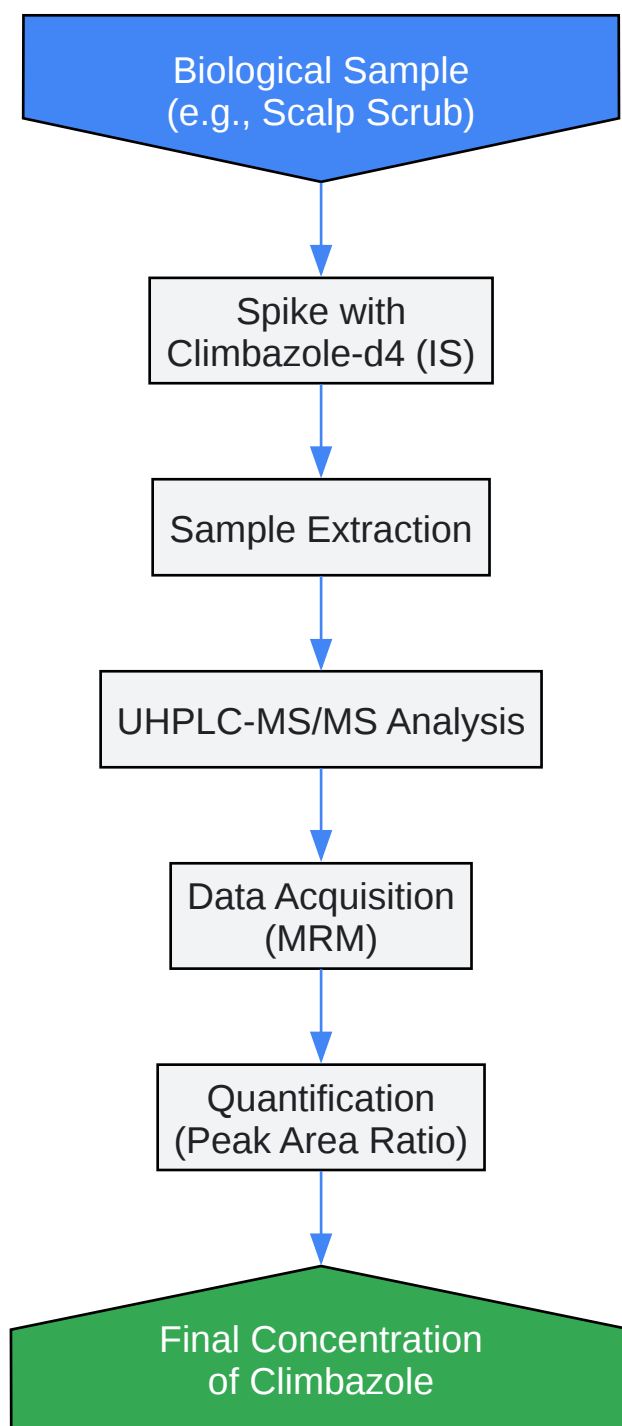 Biological Sample
(e.g., Scalp Scrub)
Spike with
Climbazole-d4 (IS)
Sample Extraction
UHPLC-MS/MS Analysis
Data Acquisition
(MRM)
Quantification
(Peak Area Ratio)
Final Concentration
of Climbazole